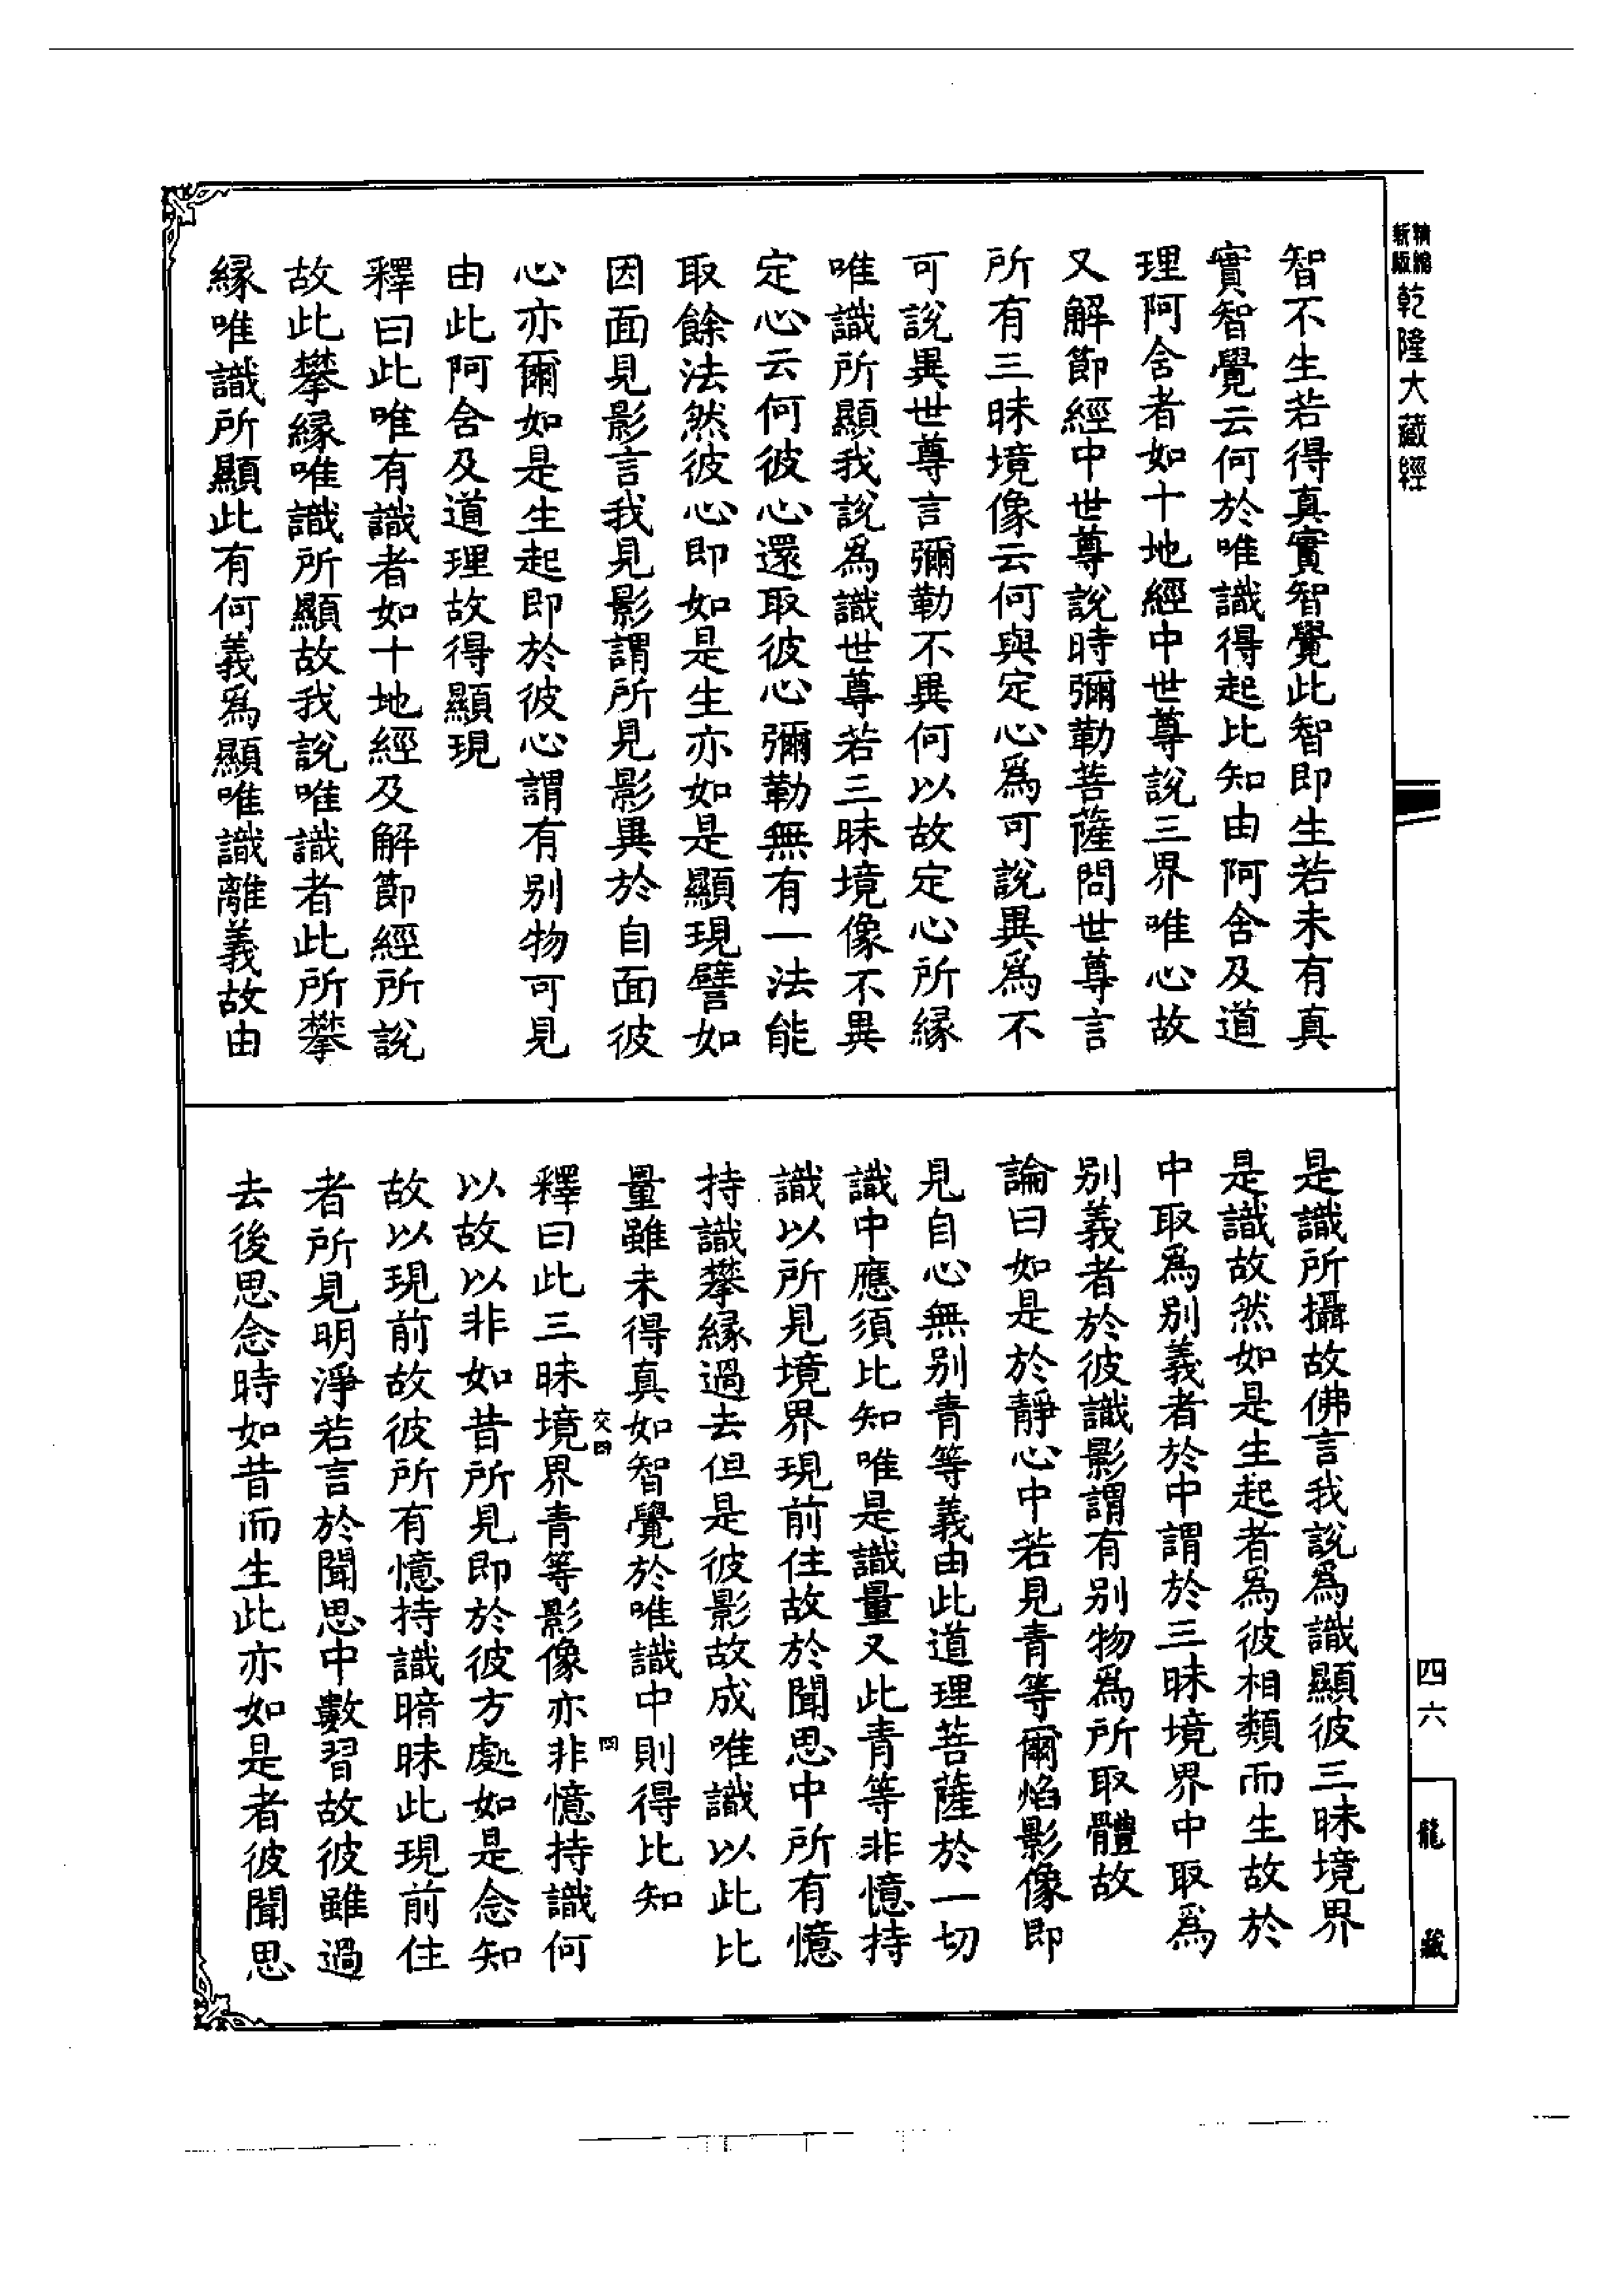 精縮
新版
乾隆大藏經
智不生若得真實智覺此智即生若未有真
實智覺云何於唯識得起比知由阿含及道
理阿含者如十地經中世尊說三界唯心故
又解節經中世尊說時彌勒菩薩問世尊言
所有三昧境像云何與定心為可說異為不
可說異世尊言彌勒不異何以故定心所緣
唯識所顯我說為識世尊若三昧境像不異
定心云何彼心還取彼心彌勒無有一法能
取餘法然彼心即如是生亦如是顯現譬如
因面見影言我見影謂所見影異於自面彼
心亦爾如是生起即於彼心謂有別物可見
由此阿含及道理故得顯現
釋曰此唯有識者如十地經及解節經所說
故此攀緣唯識所顯故我說唯識者此所攀
緣唯識所顯此有何義為顯唯識離義故由
是識所攝故佛言我說為識顯彼三昧境界
是識故然如是生起者為彼相類而生故於
中取為別義者於中謂於三昧境界中取為
別義者於彼識影謂有別物為所取體故
論曰如是於靜心中若見青等爾焰影像即
見自心無別青等義由此道理菩薩於一切
識中應須比知唯是識量又此青等非憶持
識以所見境界現前住故於聞思中所有憶
持識攀緣過去但是彼影故成唯識以此比
量雖未得真如智覺於唯識中則得比知
釋曰此三昧境界青等影像亦非憶持識何
以故以非如昔所見即於彼方處如是念知
故以現前故彼所有憶持識暗昧此現前住
者所見明淨若言於聞思中數習故彼雖過
去後思念時如昔而生此亦如是者彼聞思
交四
四
四六
龍藏